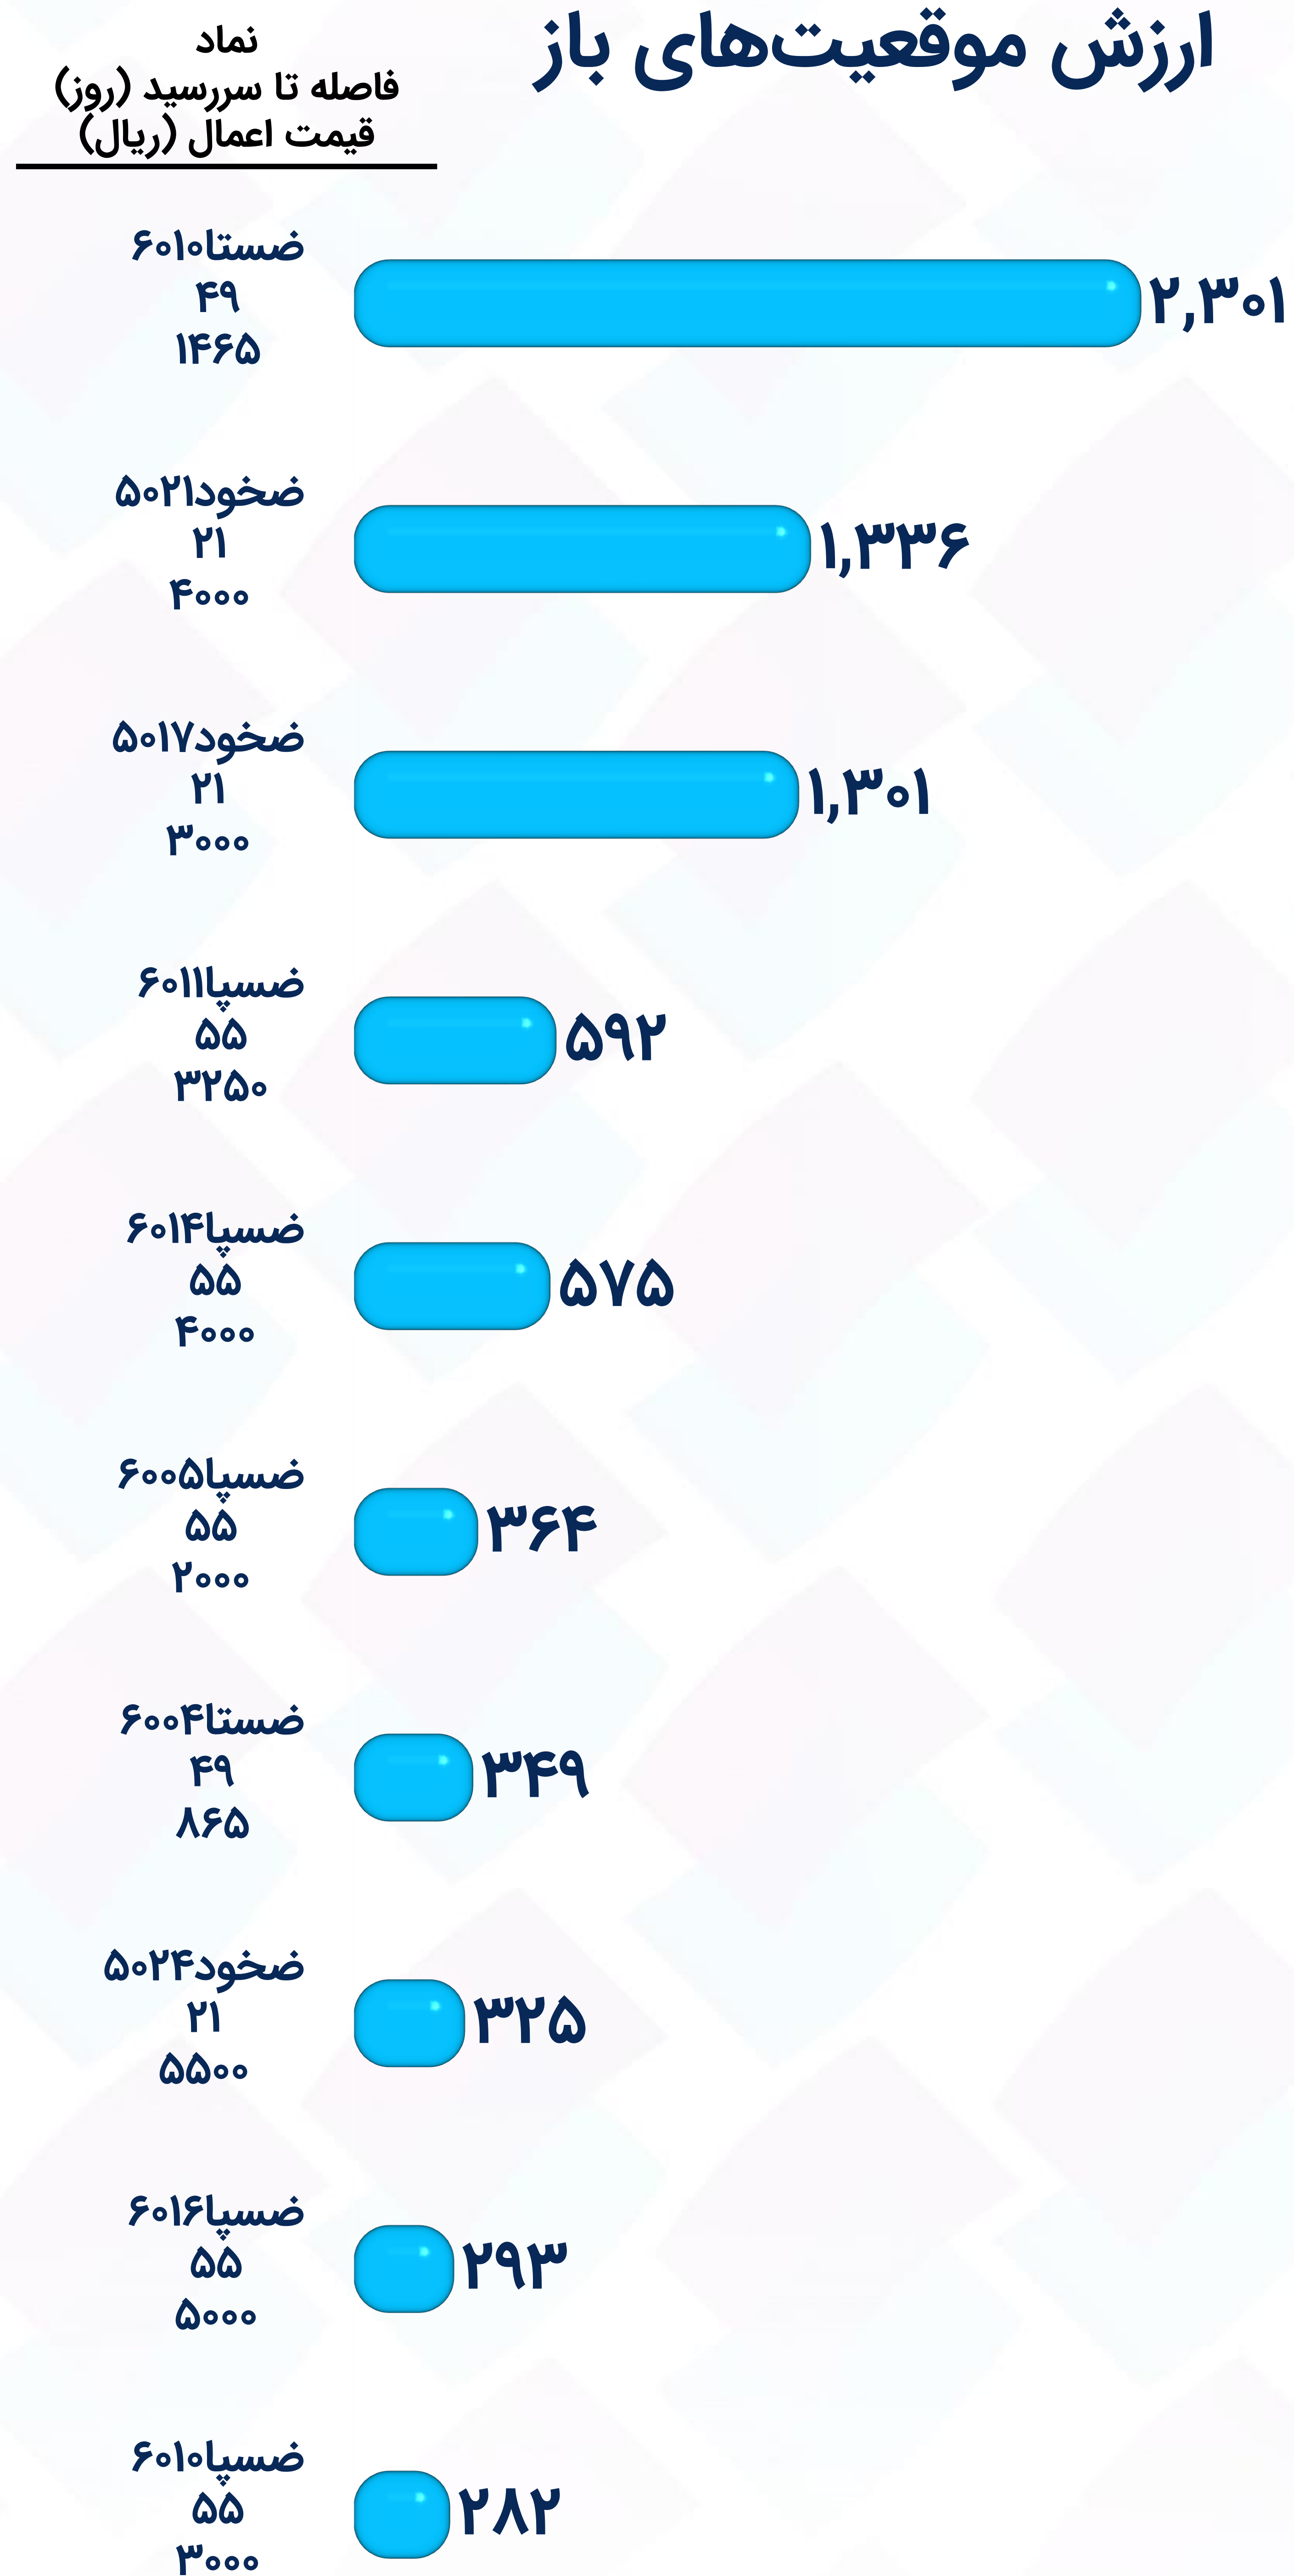 ارزش موقعیت‌های باز
نماد
فاصله تا سررسید (روز)
قیمت اعمال (ریال)
ضستا۶۰۱۰
۴۹
۱۴۶۵
۲,۳۰۱
ضخود۵۰۲۱
۲۱
۴۰۰۰
۱,۳۳۶
ضخود۵۰۱۷
۲۱
۳۰۰۰
۱,۳۰۱
ضسپا۶۰۱۱
۵۵
۳۲۵۰
۵۹۲
ضسپا۶۰۱۴
۵۵
۴۰۰۰
۵۷۵
ضسپا۶۰۰۵
۵۵
۲۰۰۰
۳۶۴
ضستا۶۰۰۴
۴۹
۸۶۵
۳۴۹
ضخود۵۰۲۴
۲۱
۵۵۰۰
۳۲۵
ضسپا۶۰۱۶
۵۵
۵۰۰۰
۲۹۳
ضسپا۶۰۱۰
۵۵
۳۰۰۰
۲۸۲